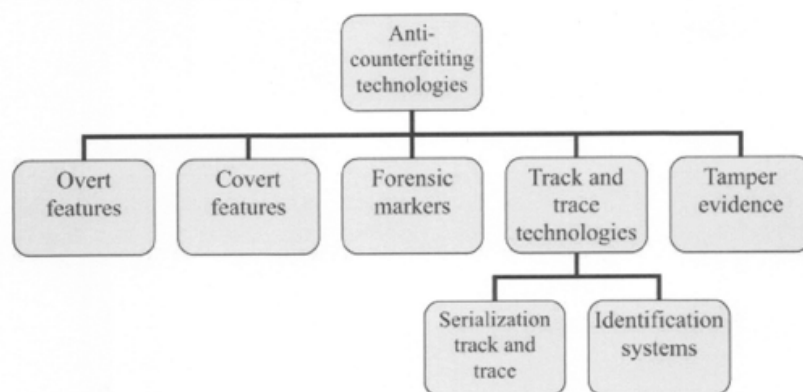 Anti-
counterfeiting
technologies
Overt
features
Covert
features
Forensic
markers
Track and
trace
technologies
Tamper
evidence
Serialization
track and
trace
Identification
systems